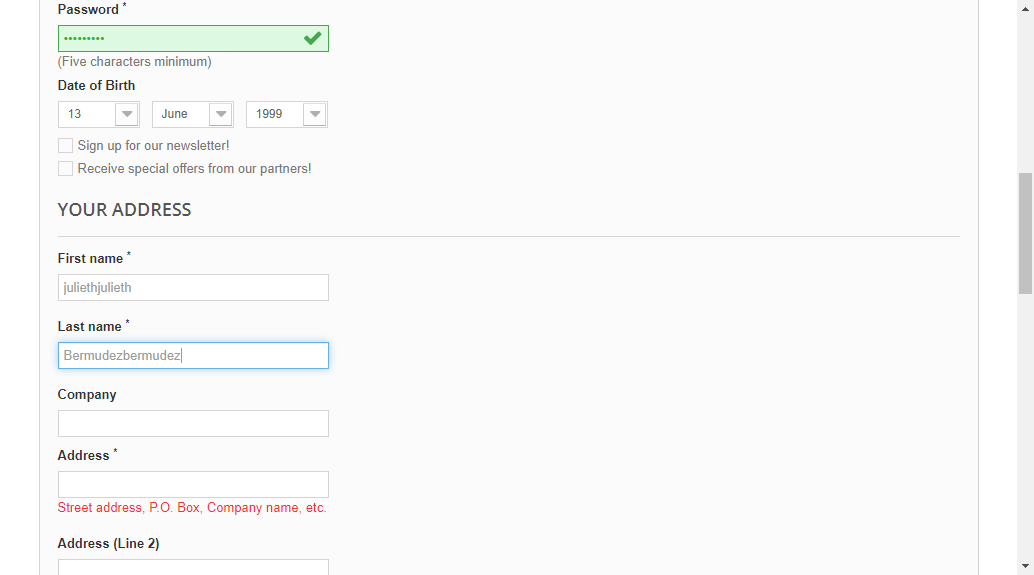 Password *
•••••••••
(Five characters minimum)
Date of Birth
13 June 1999
Sign up for our newsletter!
Receive special offers from our partners!
YOUR ADDRESS
First name *
juliethjulieth
Last name *
Bermudezbermudez
Company
Address *
Street address, P.O. Box, Company name, etc.
Address (Line 2)